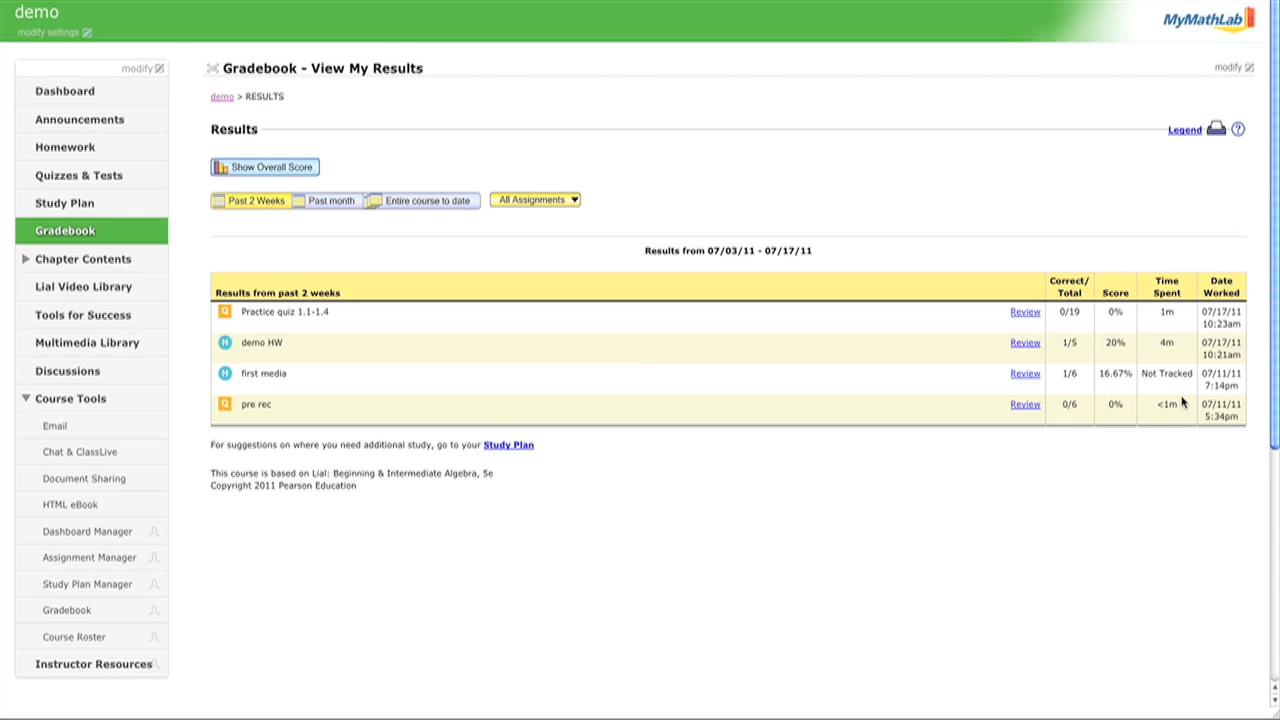 demo
modify settings
MyMathLab
modify
Dashboard
Announcements
Homework
Quizzes & Tests
Study Plan
Gradebook
Chapter Contents
Lial Video Library
Tools for Success
Multimedia Library
Discussions
Course Tools
Email
Chat & ClassLive
Document Sharing
HTML eBook
Dashboard Manager
Assignment Manager
Study Plan Manager
Gradebook
Course Roster
Instructor Resources
Gradebook - View My Results
modify
demo > RESULTS
Results
Legend ?
Show Overall Score
Past 2 Weeks Past month Entire course to date All Assignments
Results from 07/03/11 - 07/17/11
Results from past 2 weeks Correct/ Total Score Time Spent Date Worked
Q Practice quiz 1.1-1.4 Review 0/19 0% 1m 07/17/11 10:23am
H demo HW Review 1/5 20% 4m 07/17/11 10:21am
H first media Review 1/6 16.67% Not Tracked 07/11/11 7:14pm
Q pre rec Review 0/6 0% <1m 07/11/11 5:34pm
For suggestions on where you need additional study, go to your Study Plan
This course is based on Lial: Beginning & Intermediate Algebra, 5e
Copyright 2011 Pearson Education